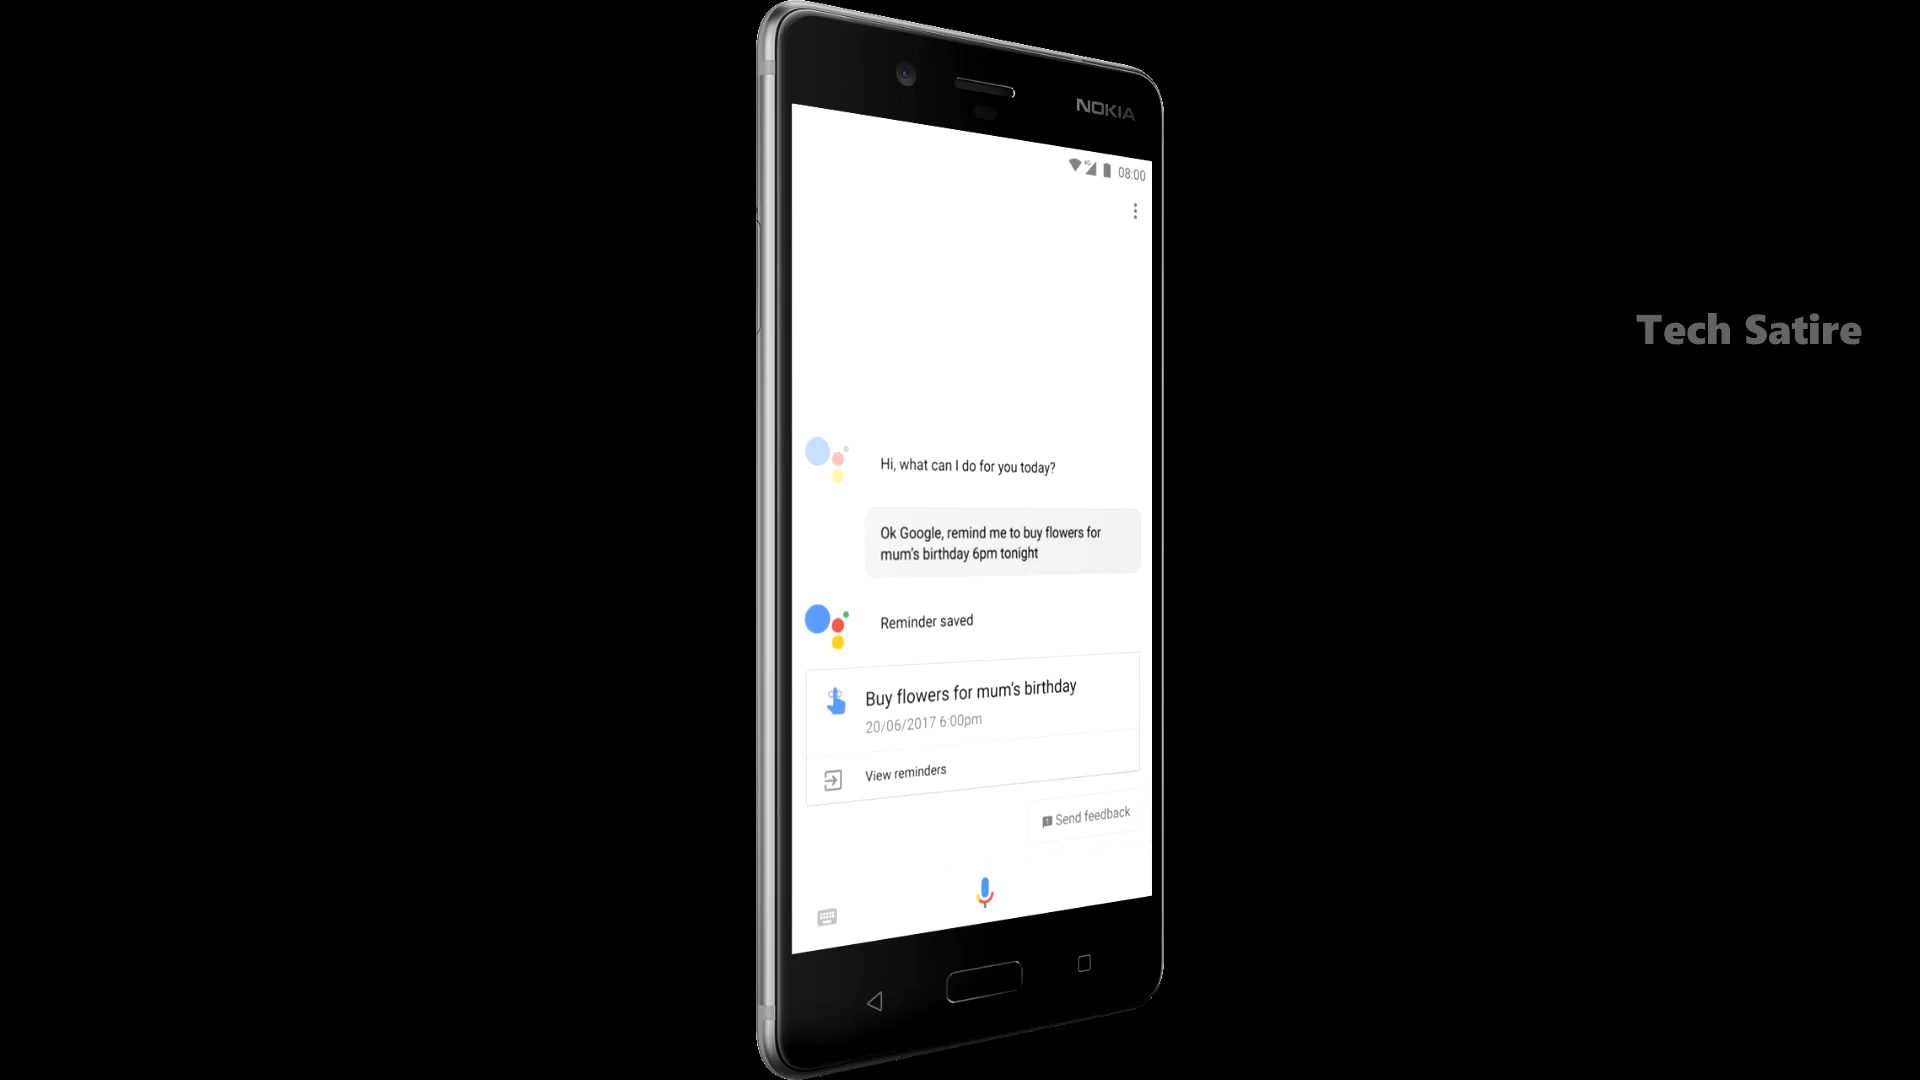 NOKIA
4G 08:00
Tech Satire
Hi, what can I do for you today?
Ok Google, remind me to buy flowers for
mum's birthday 6pm tonight
Reminder saved
Buy flowers for mum's birthday
20/06/2017 6:00pm
View reminders
Send feedback